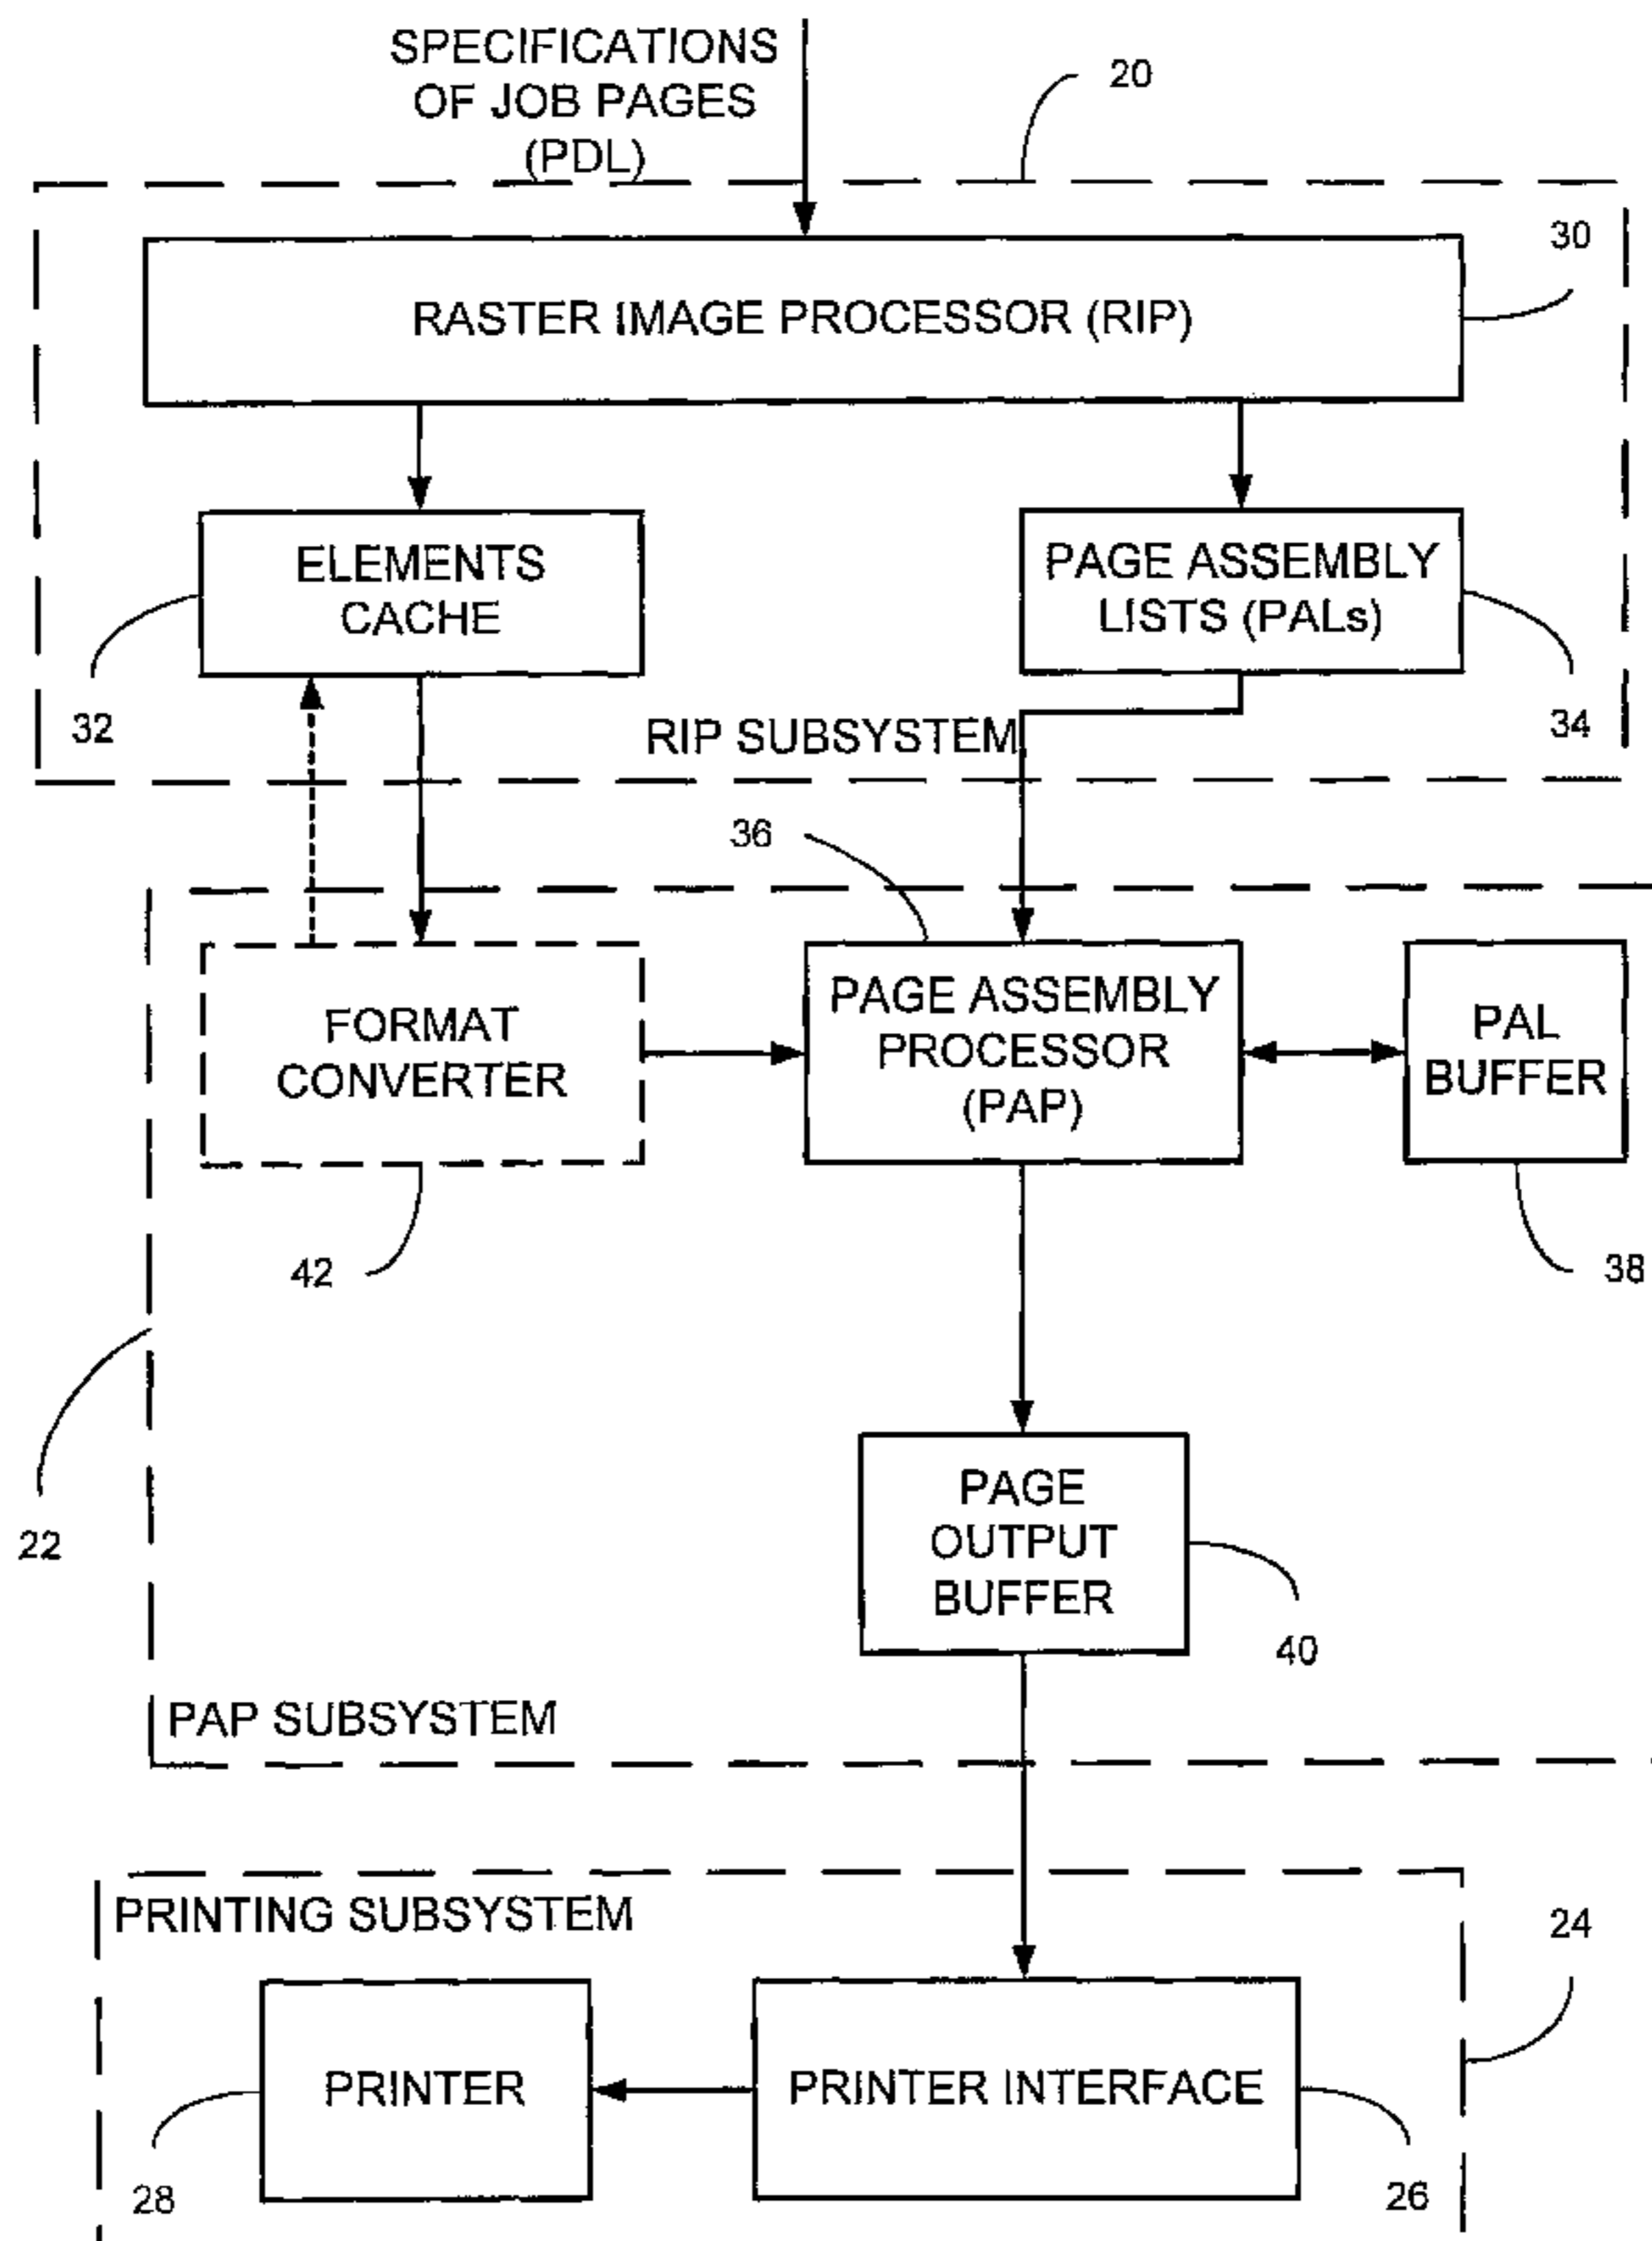 SPECIFICATIONS
OF JOB PAGES
(PDL)
20
30
RASTER IMAGE PROCESSOR (RIP)
ELEMENTS
CACHE
PAGE ASSEMBLY
LISTS (PALs)
32
RIP SUBSYSTEM
34
36
FORMAT
CONVERTER
PAGE ASSEMBLY
PROCESSOR
(PAP)
PAL
BUFFER
42
38
22
PAGE
OUTPUT
BUFFER
40
PAP SUBSYSTEM
PRINTING SUBSYSTEM
24
PRINTER
PRINTER INTERFACE
28
26